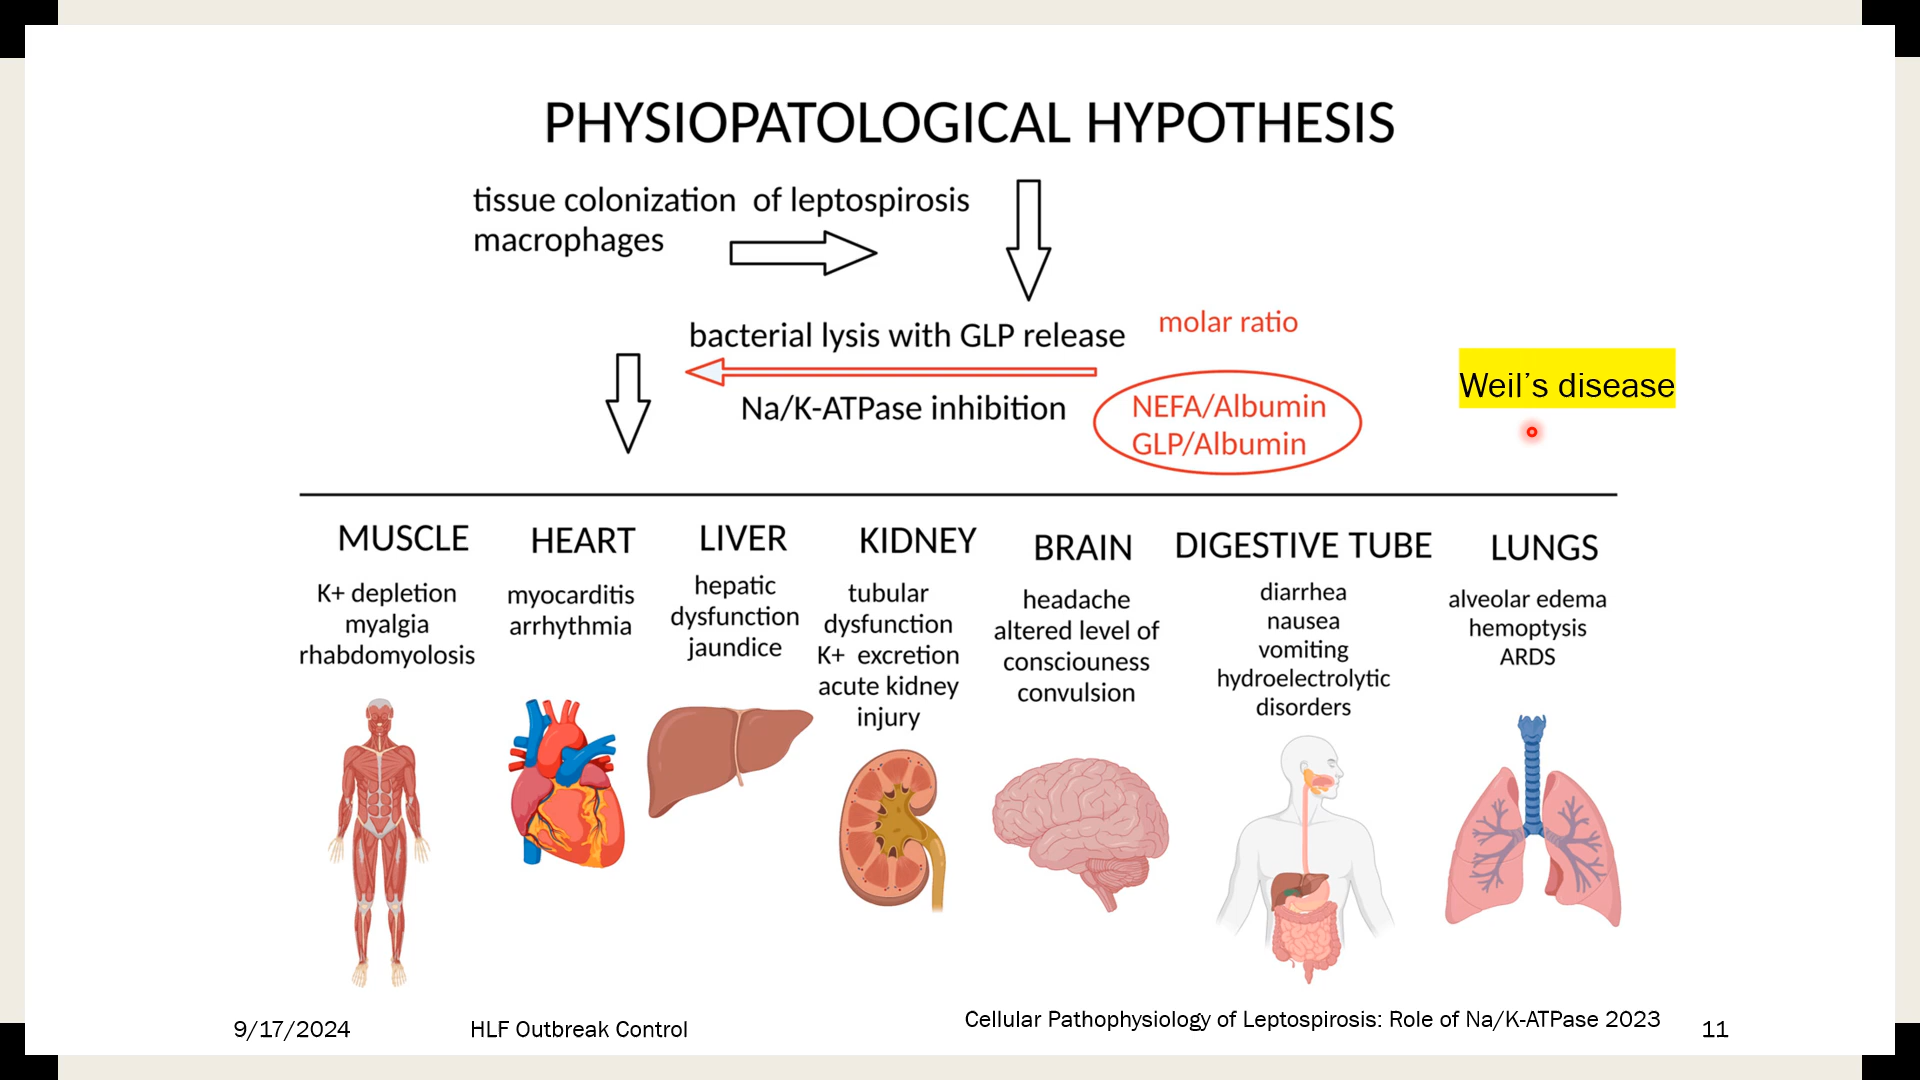 PHYSIOPATOLOGICAL HYPOTHESIS
tissue colonization of leptospirosis
macrophages
bacterial lysis with GLP release
molar ratio
Na/K-ATPase inhibition
NEFA/Albumin
GLP/Albumin
Weil’s disease
MUSCLE
K+ depletion
myalgia
rhabdomyolosis
HEART
myocarditis
arrhythmia
LIVER
hepatic
dysfunction
jaundice
KIDNEY
tubular
dysfunction
K+ excretion
acute kidney
injury
BRAIN
headache
altered level of
consciouness
convulsion
DIGESTIVE TUBE
diarrhea
nausea
vomiting
hydroelectrolytic
disorders
LUNGS
alveolar edema
hemoptysis
ARDS
9/17/2024
HLF Outbreak Control
Cellular Pathophysiology of Leptospirosis: Role of Na/K-ATPase 2023
11